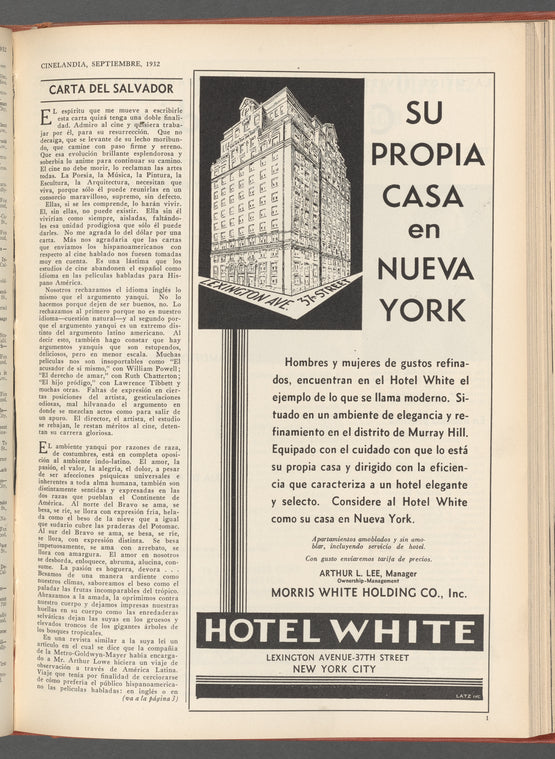 CINELANDIA, SEPTIEMBRE, 1932
CARTA DEL SALVADOR
EL espíritu que me mueve a escribirle
esta carta quizá tenga una doble finali-
dad. Admiro al cine y quisiera traba-
jar por él, para su resurrección. Que no
decaiga, que se levante de su lecho moribun-
do, que camine con paso firme y sereno.
Que esa evolución brillante esplendorosa y
soberbia lo anime para continuar su camino.
El cine no debe morir, lo reclaman las artes
todas. La Poesía, la Música, la Pintura, la
Escultura, la Arquitectura, necesitan que
viva, porque sólo él puede reunirlas en un
consorcio maravilloso, supremo, sin defecto.
Ellas, si se le comprende, lo harán vivir.
El, sin ellas, no puede existir. Ella sin él
vivirían como siempre, aisladas, faltándo-
les esa unidad prodigiosa que sólo él puede
darles. No me agrada lo del dólar por una
carta. Más nos agradaría que las cartas
que enviamos los hispanoamericanos con
respecto al cine hablado nos fuesen tomadas
muy en cuenta. Es una lástima que los
estudios de cine abandonen el español como
idioma en las películas habladas para His-
pano América.
Nosotros rechazamos el idioma inglés lo
mismo que el argumento yanqui. No lo
hacemos porque dejen de ser buenos, no. Lo
rechazamos al primero porque no es nuestro
idioma—cuestión natural—y al segundo por-
que el argumento yanqui es un extremo dis-
tinto del argumento latino americano. Al
decir esto, también hago constar que hay
argumentos yanquis que son estupendos,
deliciosos, pero en menor escala. Muchas
películas nos son insoportables como "El
acusador de sí mismo," con William Powell;
"El derecho de amar," con Ruth Chatterton;
"El hijo pródigo," con Lawrence Tibbett y
muchas otras. Faltas de expresión en cier-
tas posiciones del artista, gesticulaciones
odiosas, mal hilvanado el argumento en
donde se mezclan actos como para salir de
un apuro. El director, el artista, el estudio
se rebajan, le restan méritos al cine, deten-
tan su carrera gloriosa.
EL ambiente yanqui por razones de raza,
de costumbres, está en completa oposi-
ción al ambiente indo-latino. El amor, la
pasión, el valor, la alegría, el dolor, a pesar
de ser afecciones psíquicas universales e
inherentes a toda alma humana, también son
distintamente sentidas y expresadas en las
dos razas que pueblan el Continente de
América. Al norte del Bravo se ama, se
besa, se ríe, se llora con expresión fría, hela-
da como el beso de la nieve que a igual
que sudario cubre las praderas del Potomac.
Al sur del Bravo se ama, se besa, se ríe,
se llora, con expresión distinta. Se besa
impetuosamente, se ama con arrebato, se
llora con amargura. El amor en nosotros
se desborda, enloquece, abruma, alucina, con-
sume. La pasión es hoguera, devora . . .
Besamos de una manera ardiente como
nuestros climas, saboreamos el beso como el
paladar las frutas incomparables del trópico.
Abrazamos a la amada, la oprimimos contra
nuestro cuerpo y dejamos impresas nuestras
huellas en su cuerpo como las enredaderas
selváticas dejan las suyas en los gruesos y
elevados troncos de los gigantes árboles de
los bosques tropicales.
En una revista similar a la suya leí un
artículo en el cual se dice que la compañía
de la Metro-Goldwyn-Mayer había encarga-
do a Mr. Arthur Lowe hiciera un viaje de
observación a través de América Latina.
Viaje que tenía por finalidad de cerciorarse
de cómo prefería el público hispanoamerica-
no las películas habladas: en inglés o en
(va a la página 3)
LEXINGTON AVE. 37th STREET
SU
PROPIA
CASA
en
NUEVA
YORK
Hombres y mujeres de gustos refina-
dos, encuentran en el Hotel White el
ejemplo de lo que se llama moderno. Si-
tuado en un ambiente de elegancia y re-
finamiento en el distrito de Murray Hill.
Equipado con el cuidado con que lo está
su propia casa y dirigido con la eficien-
cia que caracteriza a un hotel elegante
y selecto. Considere al Hotel White
como su casa en Nueva York.
Apartamientos amoblados y sin amo-
blar, incluyendo servicio de hotel.
Con gusto enviaremos tarifa de precios.
ARTHUR L. LEE, Manager
Ownership-Management
MORRIS WHITE HOLDING CO., Inc.
HOTEL WHITE
LEXINGTON AVENUE-37TH STREET
NEW YORK CITY
LATZ
1